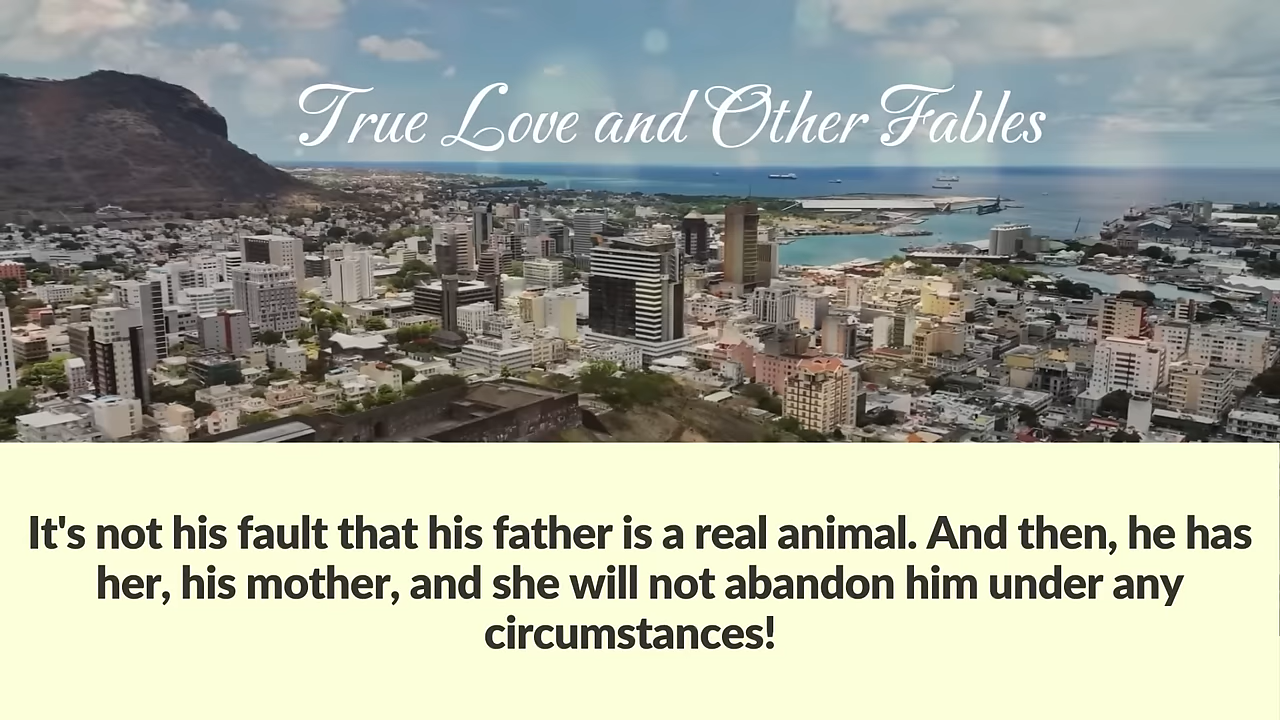 True Love and Other Fables
It's not his fault that his father is a real animal. And then, he has
her, his mother, and she will not abandon him under any
circumstances!